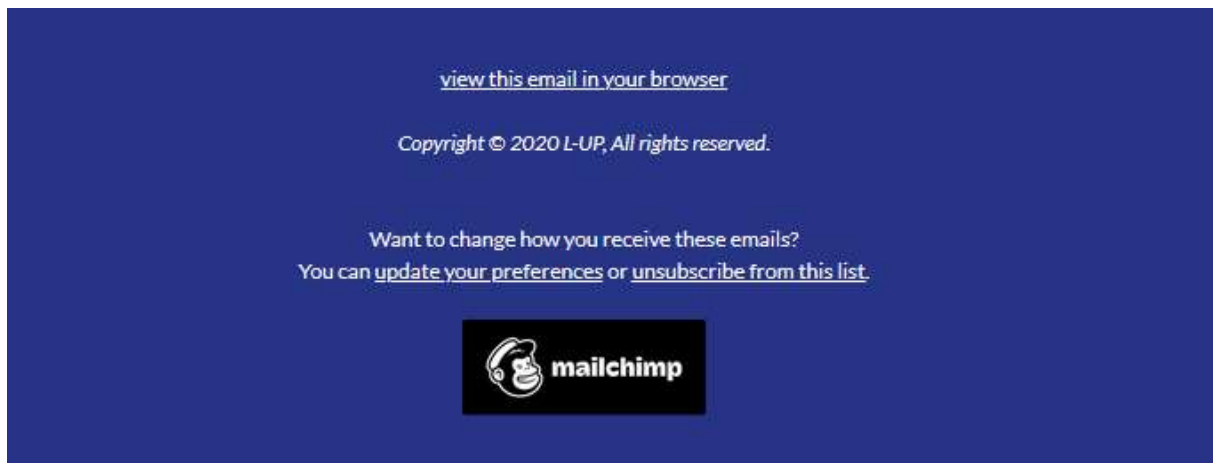 view this email in your browser
Copyright © 2020 L-UP, All rights reserved.
Want to change how you receive these emails?
You can update your preferences or unsubscribe from this list.
mailchimp